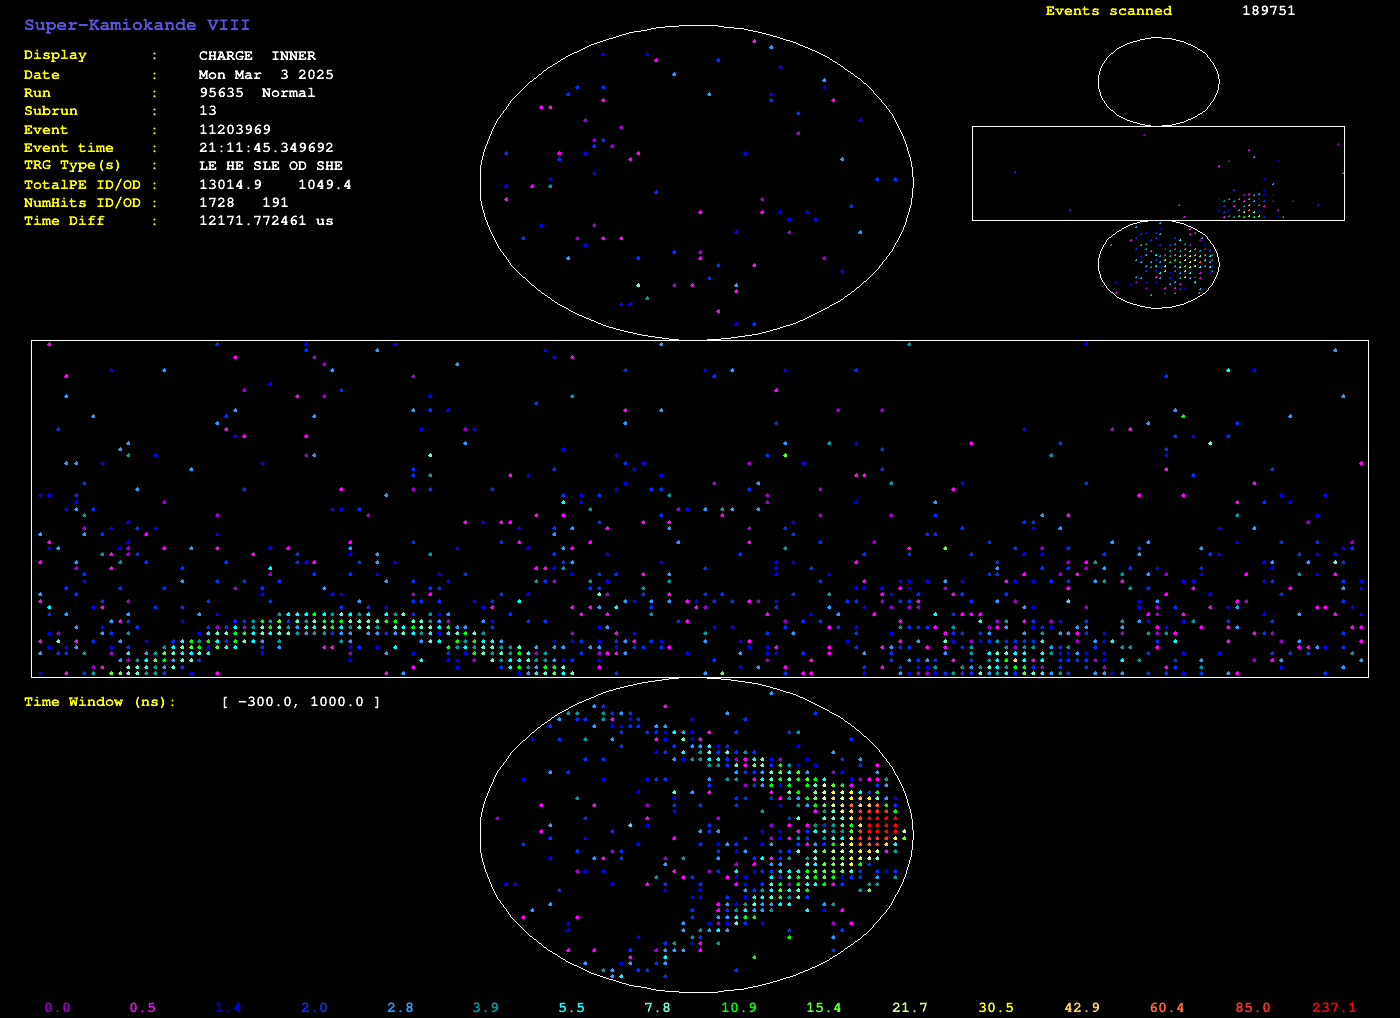 Super-Kamiokande VIII
Events scanned 189751
Display : CHARGE INNER
Date : Mon Mar 3 2025
Run : 95635 Normal
Subrun : 13
Event : 11203969
Event time : 21:11:45.349692
TRG Type(s) : LE HE SLE OD SHE
TotalPE ID/OD : 13014.9 1049.4
NumHits ID/OD : 1728 191
Time Diff : 12171.772461 us
Time Window (ns): [ -300.0, 1000.0 ]
0.0 0.5 1.4 2.0 2.8 3.9 5.5 7.8 10.9 15.4 21.7 30.5 42.9 60.4 85.0 237.1